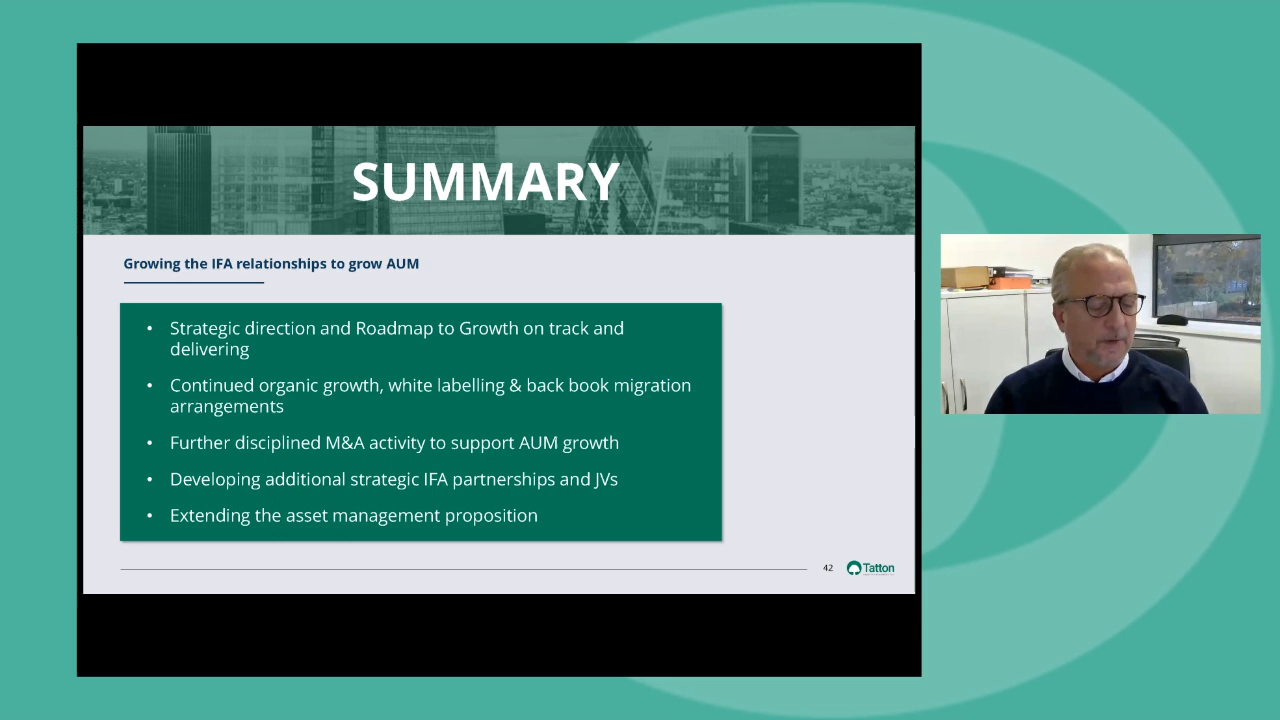 SUMMARY
Growing the IFA relationships to grow AUM
• Strategic direction and Roadmap to Growth on track and
delivering
• Continued organic growth, white labelling & back book migration
arrangements
• Further disciplined M&A activity to support AUM growth
• Developing additional strategic IFA partnerships and JVs
• Extending the asset management proposition
42
Tatton